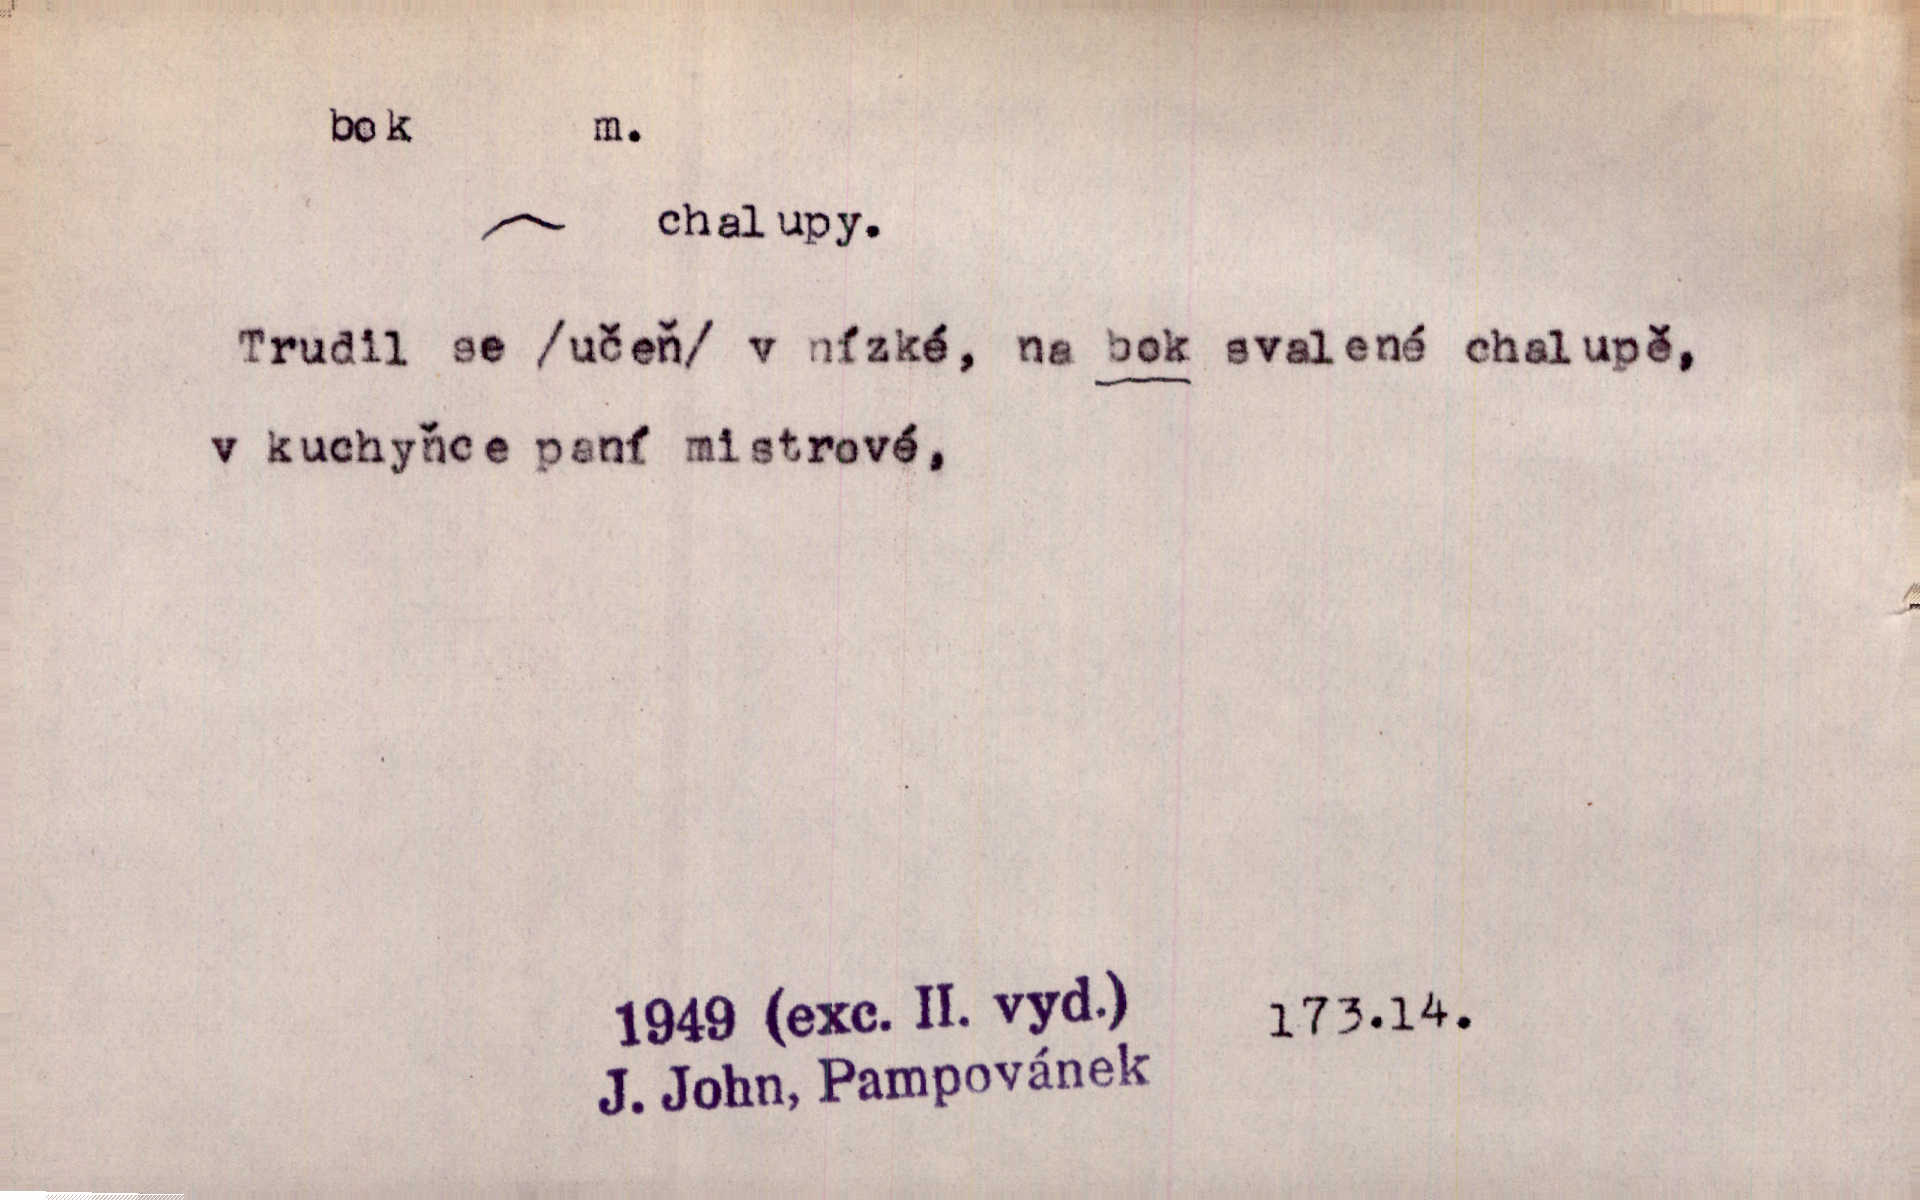 bok m.
chalupy.
Trudil se /učeň/ v nízké, na bok svalené chalupě,
v kuchyňce paní mistrové,
1949 (exc. II. vyd.) 173.14.
J. John, Pampovánek